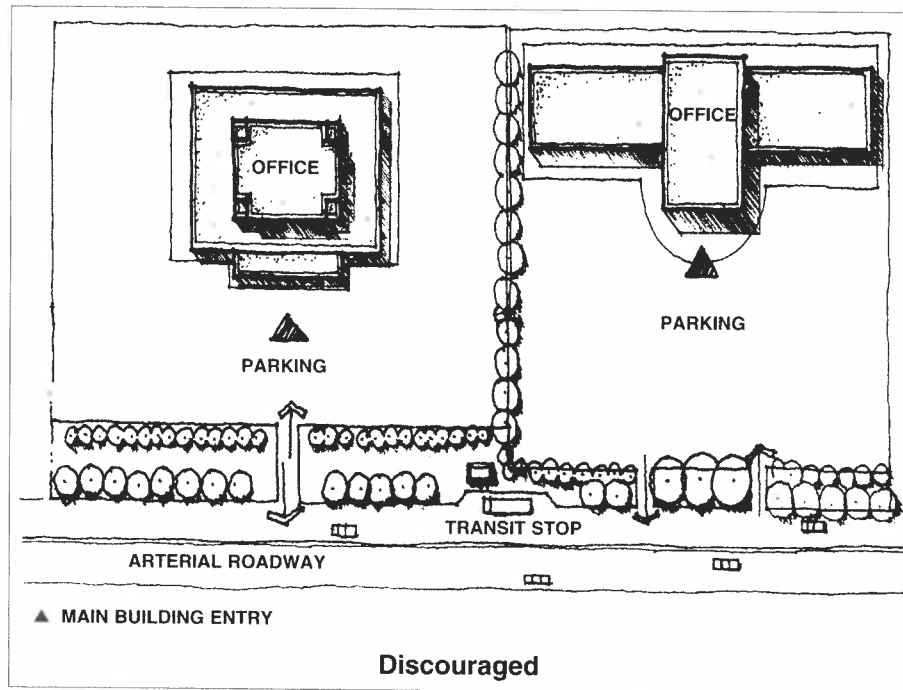 OFFICE
OFFICE
PARKING
PARKING
TRANSIT STOP
ARTERIAL ROADWAY
▲ MAIN BUILDING ENTRY
Discouraged